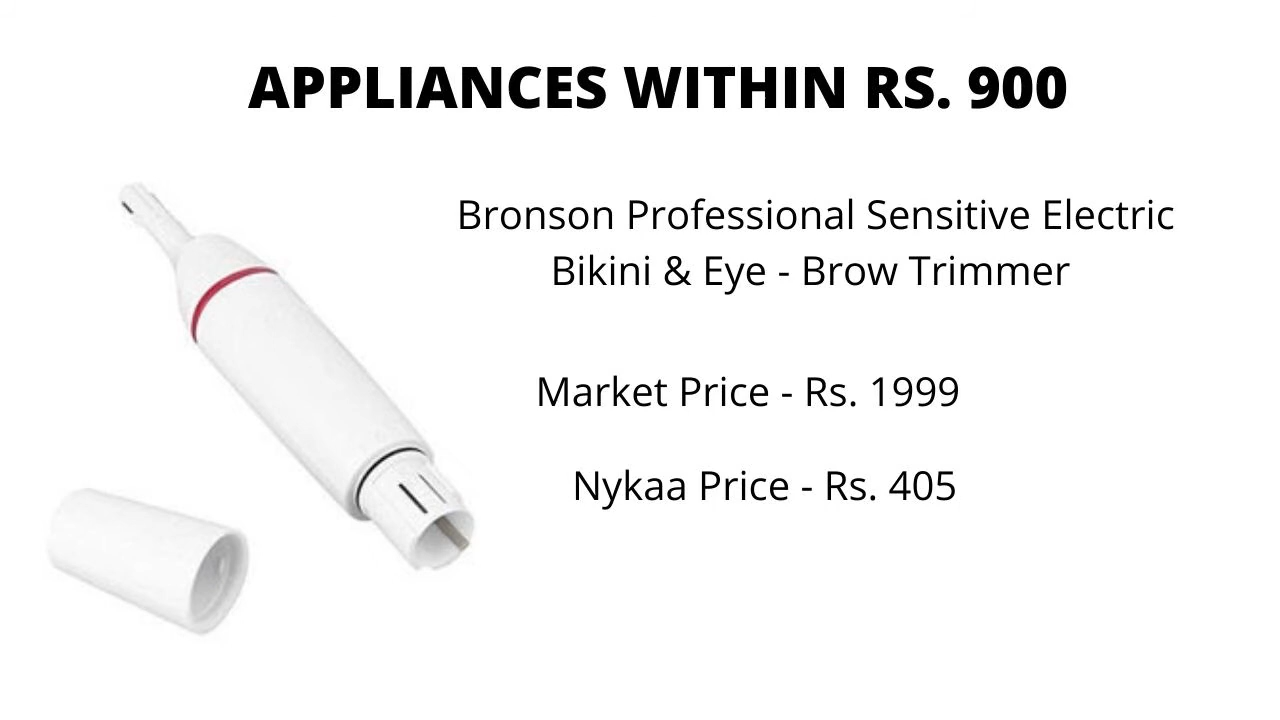 APPLIANCES WITHIN RS. 900
Bronson Professional Sensitive Electric
Bikini & Eye - Brow Trimmer
Market Price - Rs. 1999
Nykaa Price - Rs. 405